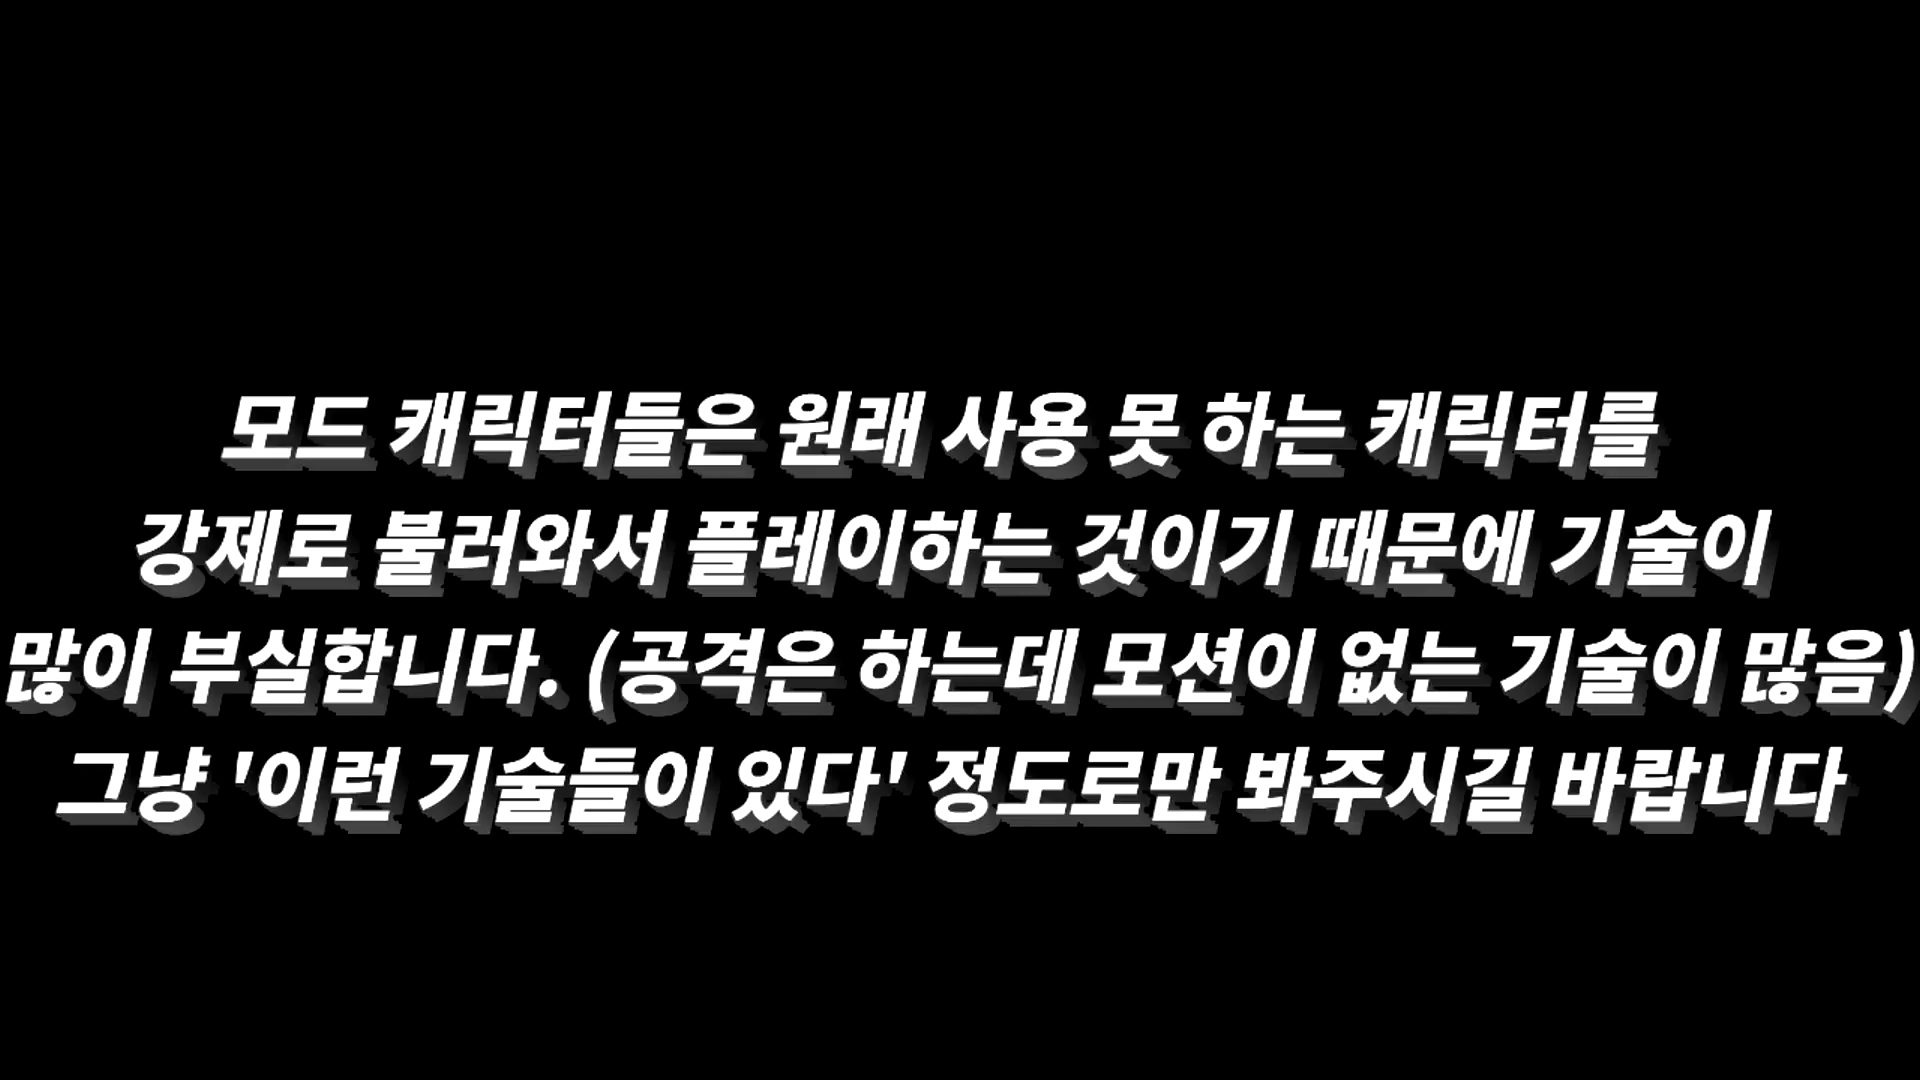 모드 캐릭터들은 원래 사용 못 하는 캐릭터를
강제로 불러와서 플레이하는 것이기 때문에 기술이
많이 부실합니다. (공격은 하는데 모션이 없는 기술이 많음)
그냥 '이런 기술들이 있다' 정도로만 봐주시길 바랍니다